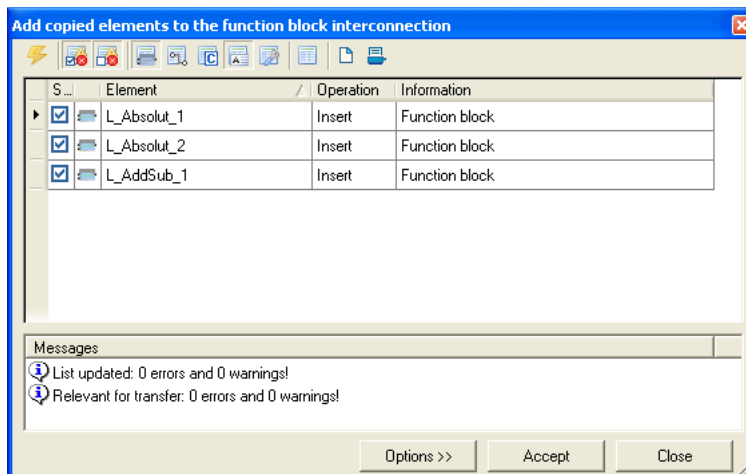 Add copied elements to the function block interconnection
S... Element Operation Information
L_Absolut_1 Insert Function block
L_Absolut_2 Insert Function block
L_AddSub_1 Insert Function block
Messages
List updated: 0 errors and 0 warnings!
Relevant for transfer: 0 errors and 0 warnings!
Options >> Accept Close